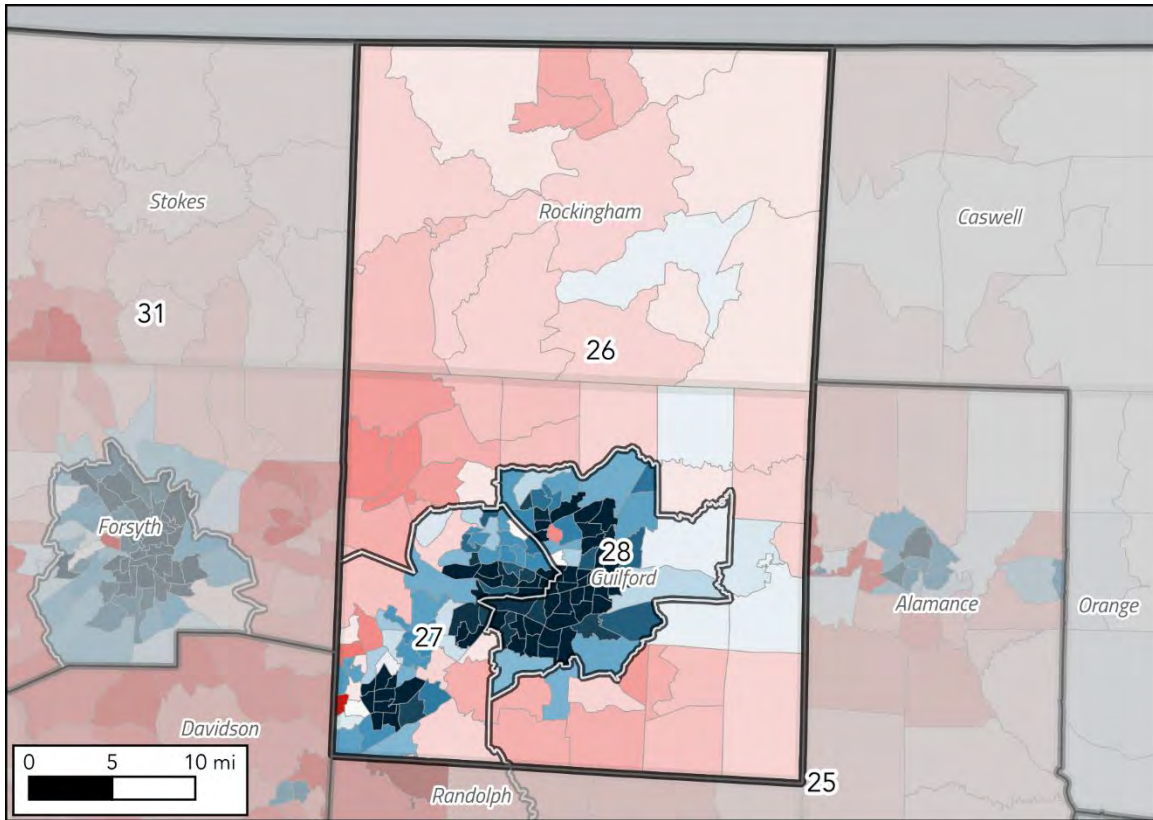 Stokes
Rockingham
Caswell
31
26
Forsyth
28
Guilford
Alamance
Orange
27
Davidson
0 5 10 mi
25
Randolph